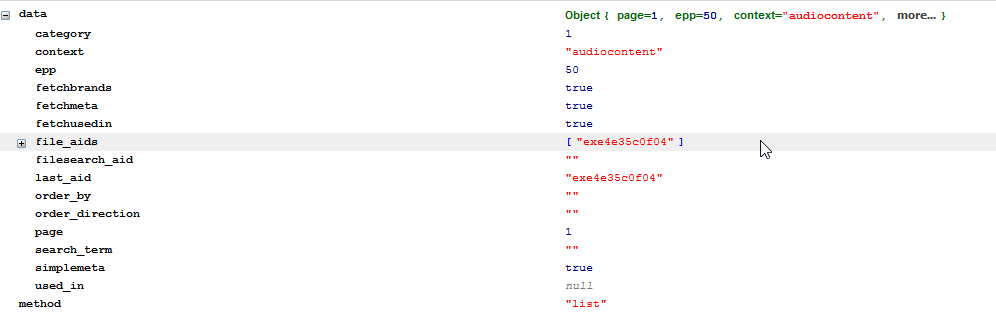 data Object { page=1, epp=50, context="audiocontent", more... }
category 1
context "audiocontent"
epp 50
fetchbrands true
fetchmeta true
fetchusedin true
file_aids ["exe4e35c0f04"]
filesearch_aid ""
last_aid "exe4e35c0f04"
order_by ""
order_direction ""
page 1
search_term ""
simplemeta true
used_in null
method "list"